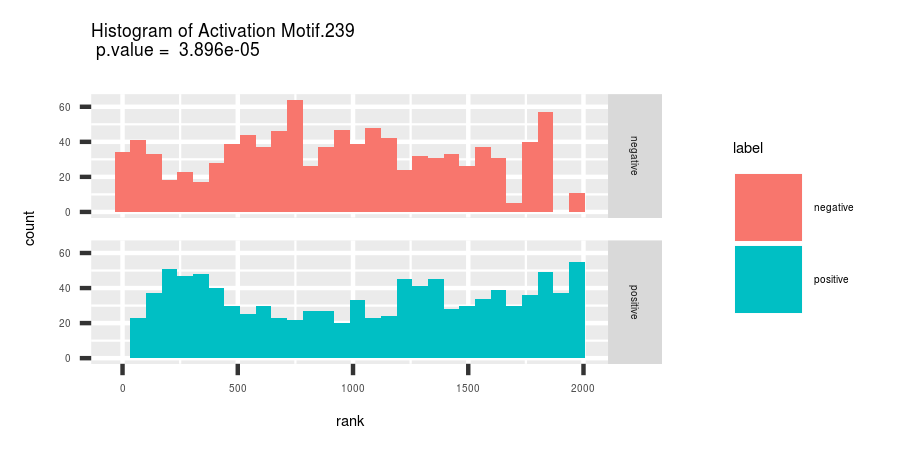 Histogram of Activation Motif.239
p.value =  3.896e-05
count
60
40
20
0
negative
60
40
20
0
positive
0 500 1000 1500 2000
rank
label
negative
positive